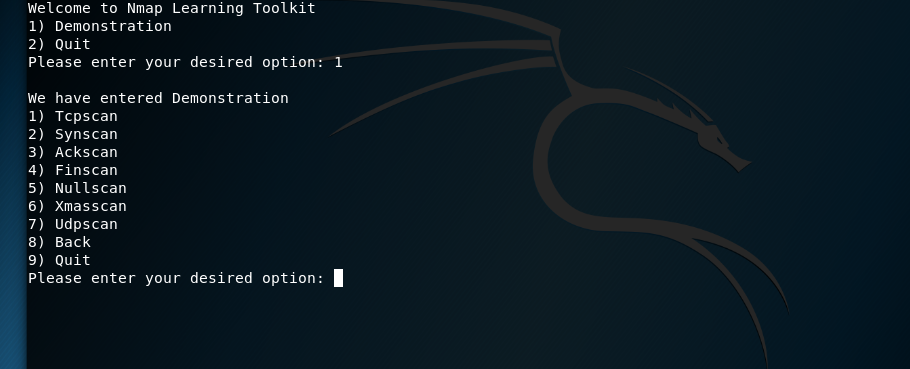 Welcome to Nmap Learning Toolkit
1) Demonstration
2) Quit
Please enter your desired option: 1
We have entered Demonstration
1) Tcpscan
2) Synscan
3) Ackscan
4) Finscan
5) Nullscan
6) Xmasscan
7) Udpscan
8) Back
9) Quit
Please enter your desired option: